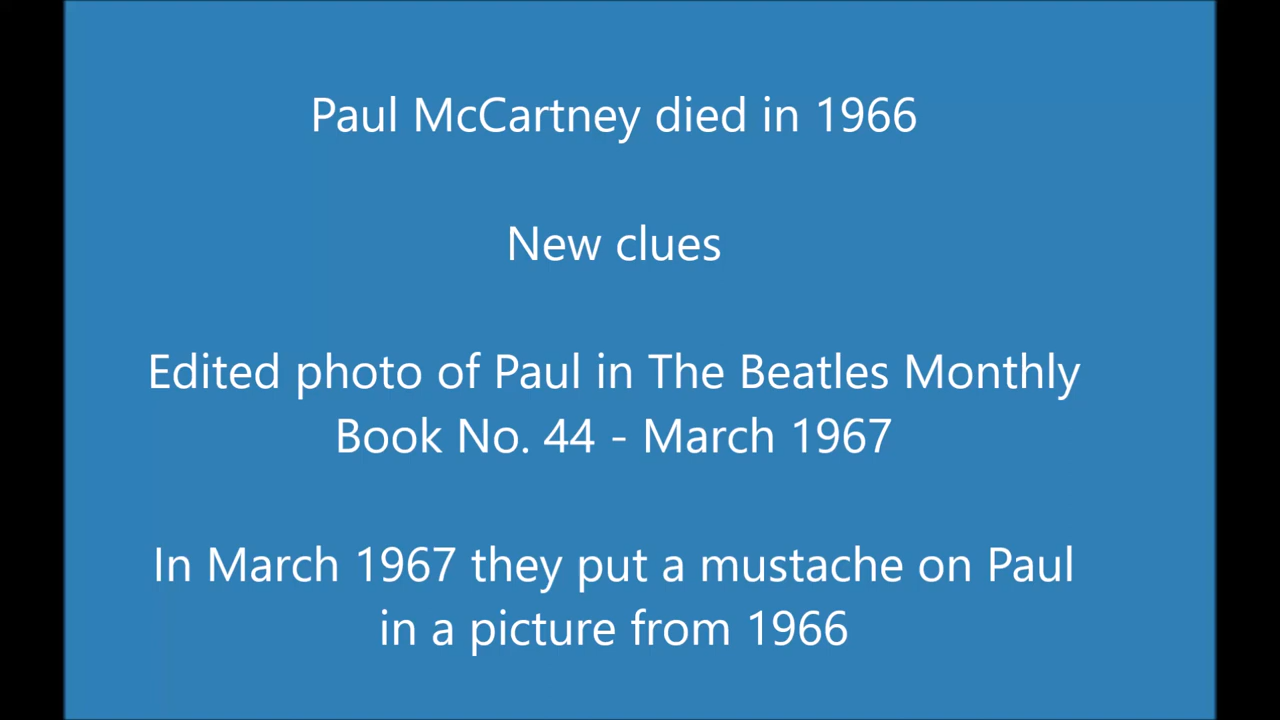 Paul McCartney died in 1966
New clues
Edited photo of Paul in The Beatles Monthly
Book No. 44 - March 1967
In March 1967 they put a mustache on Paul
in a picture from 1966